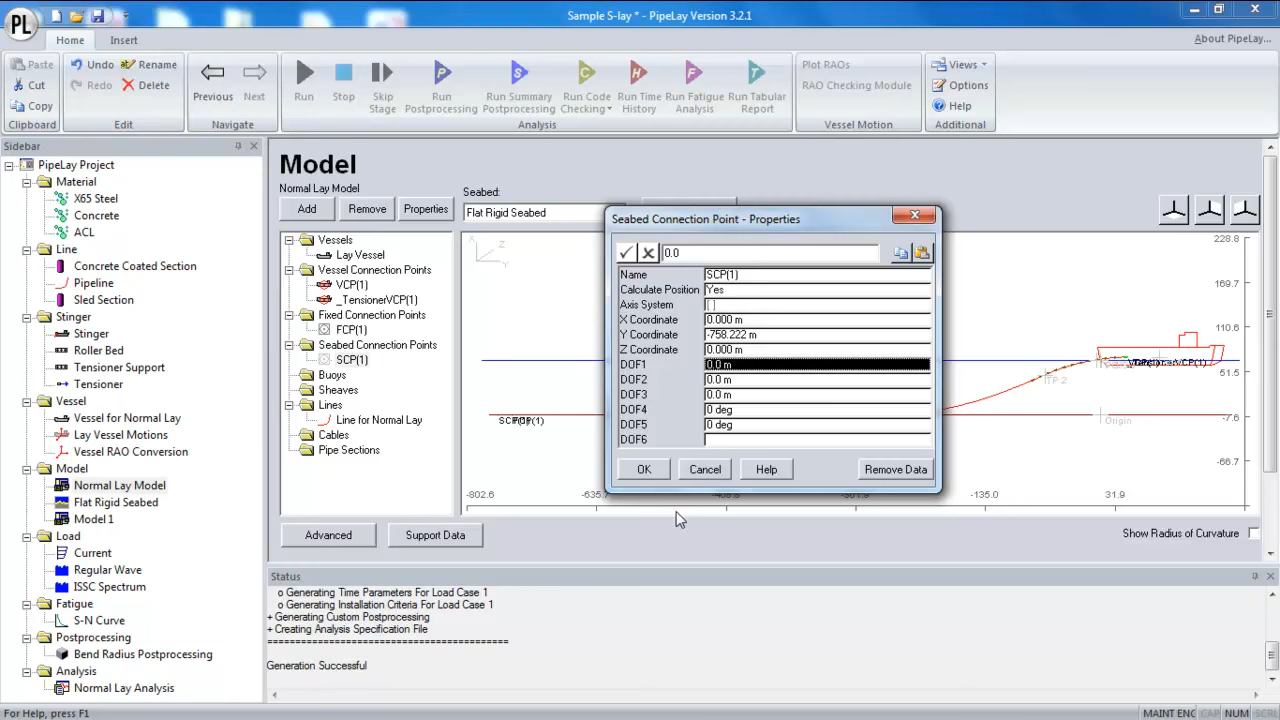 PL
Sample S-lay * - PipeLay Version 3.2.1
Home
Insert
About PipeLay...
Paste
Cut
Copy
Clipboard
Undo
Rename
Redo
Delete
Edit
Previous
Next
Navigate
Run
Stop
Skip Stage
Run Postprocessing
Run Summary Postprocessing
Run Code Checking
Run Time History
Run Fatigue Analysis
Run Tabular Report
Analysis
Plot RAOs
RAO Checking Module
Vessel Motion
Views
Options
Help
Additional
Sidebar
PipeLay Project
Material
X65 Steel
Concrete
ACL
Line
Concrete Coated Section
Pipeline
Sled Section
Stinger
Stinger
Roller Bed
Tensioner Support
Tensioner
Vessel
Vessel for Normal Lay
Lay Vessel Motions
Vessel RAO Conversion
Model
Normal Lay Model
Flat Rigid Seabed
Model 1
Load
Current
Regular Wave
ISSC Spectrum
Fatigue
S-N Curve
Postprocessing
Bend Radius Postprocessing
Analysis
Normal Lay Analysis
Model
Normal Lay Model
Seabed:
Add
Remove
Properties
Flat Rigid Seabed
Vessels
Lay Vessel
Vessel Connection Points
VCP(1)
_TensionerVCP(1)
Fixed Connection Points
FCP(1)
Seabed Connection Points
SCP(1)
Buoys
Sheaves
Lines
Line for Normal Lay
Cables
Pipe Sections
Advanced
Support Data
X
Z
Y
TP 2
Origin
228.8
169.7
110.6
51.5
-7.6
-66.7
-802.6
-135.0
31.9
Show Radius of Curvature
Seabed Connection Point - Properties
0.0
Name SCP(1)
Calculate Position Yes
Axis System [ ]
X Coordinate 0.000 m
Y Coordinate -758.222 m
Z Coordinate 0.000 m
DOF1 0.0 m
DOF2 0.0 m
DOF3 0.0 m
DOF4 0 deg
DOF5 0 deg
DOF6
OK
Cancel
Help
Remove Data
Status
o Generating Time Parameters For Load Case 1
o Generating Installation Criteria For Load Case 1
+ Generating Custom Postprocessing
+ Creating Analysis Specification File
=========================================
Generation Successful
For Help, press F1
MAINT ENC
CAP
NUM
SCRL